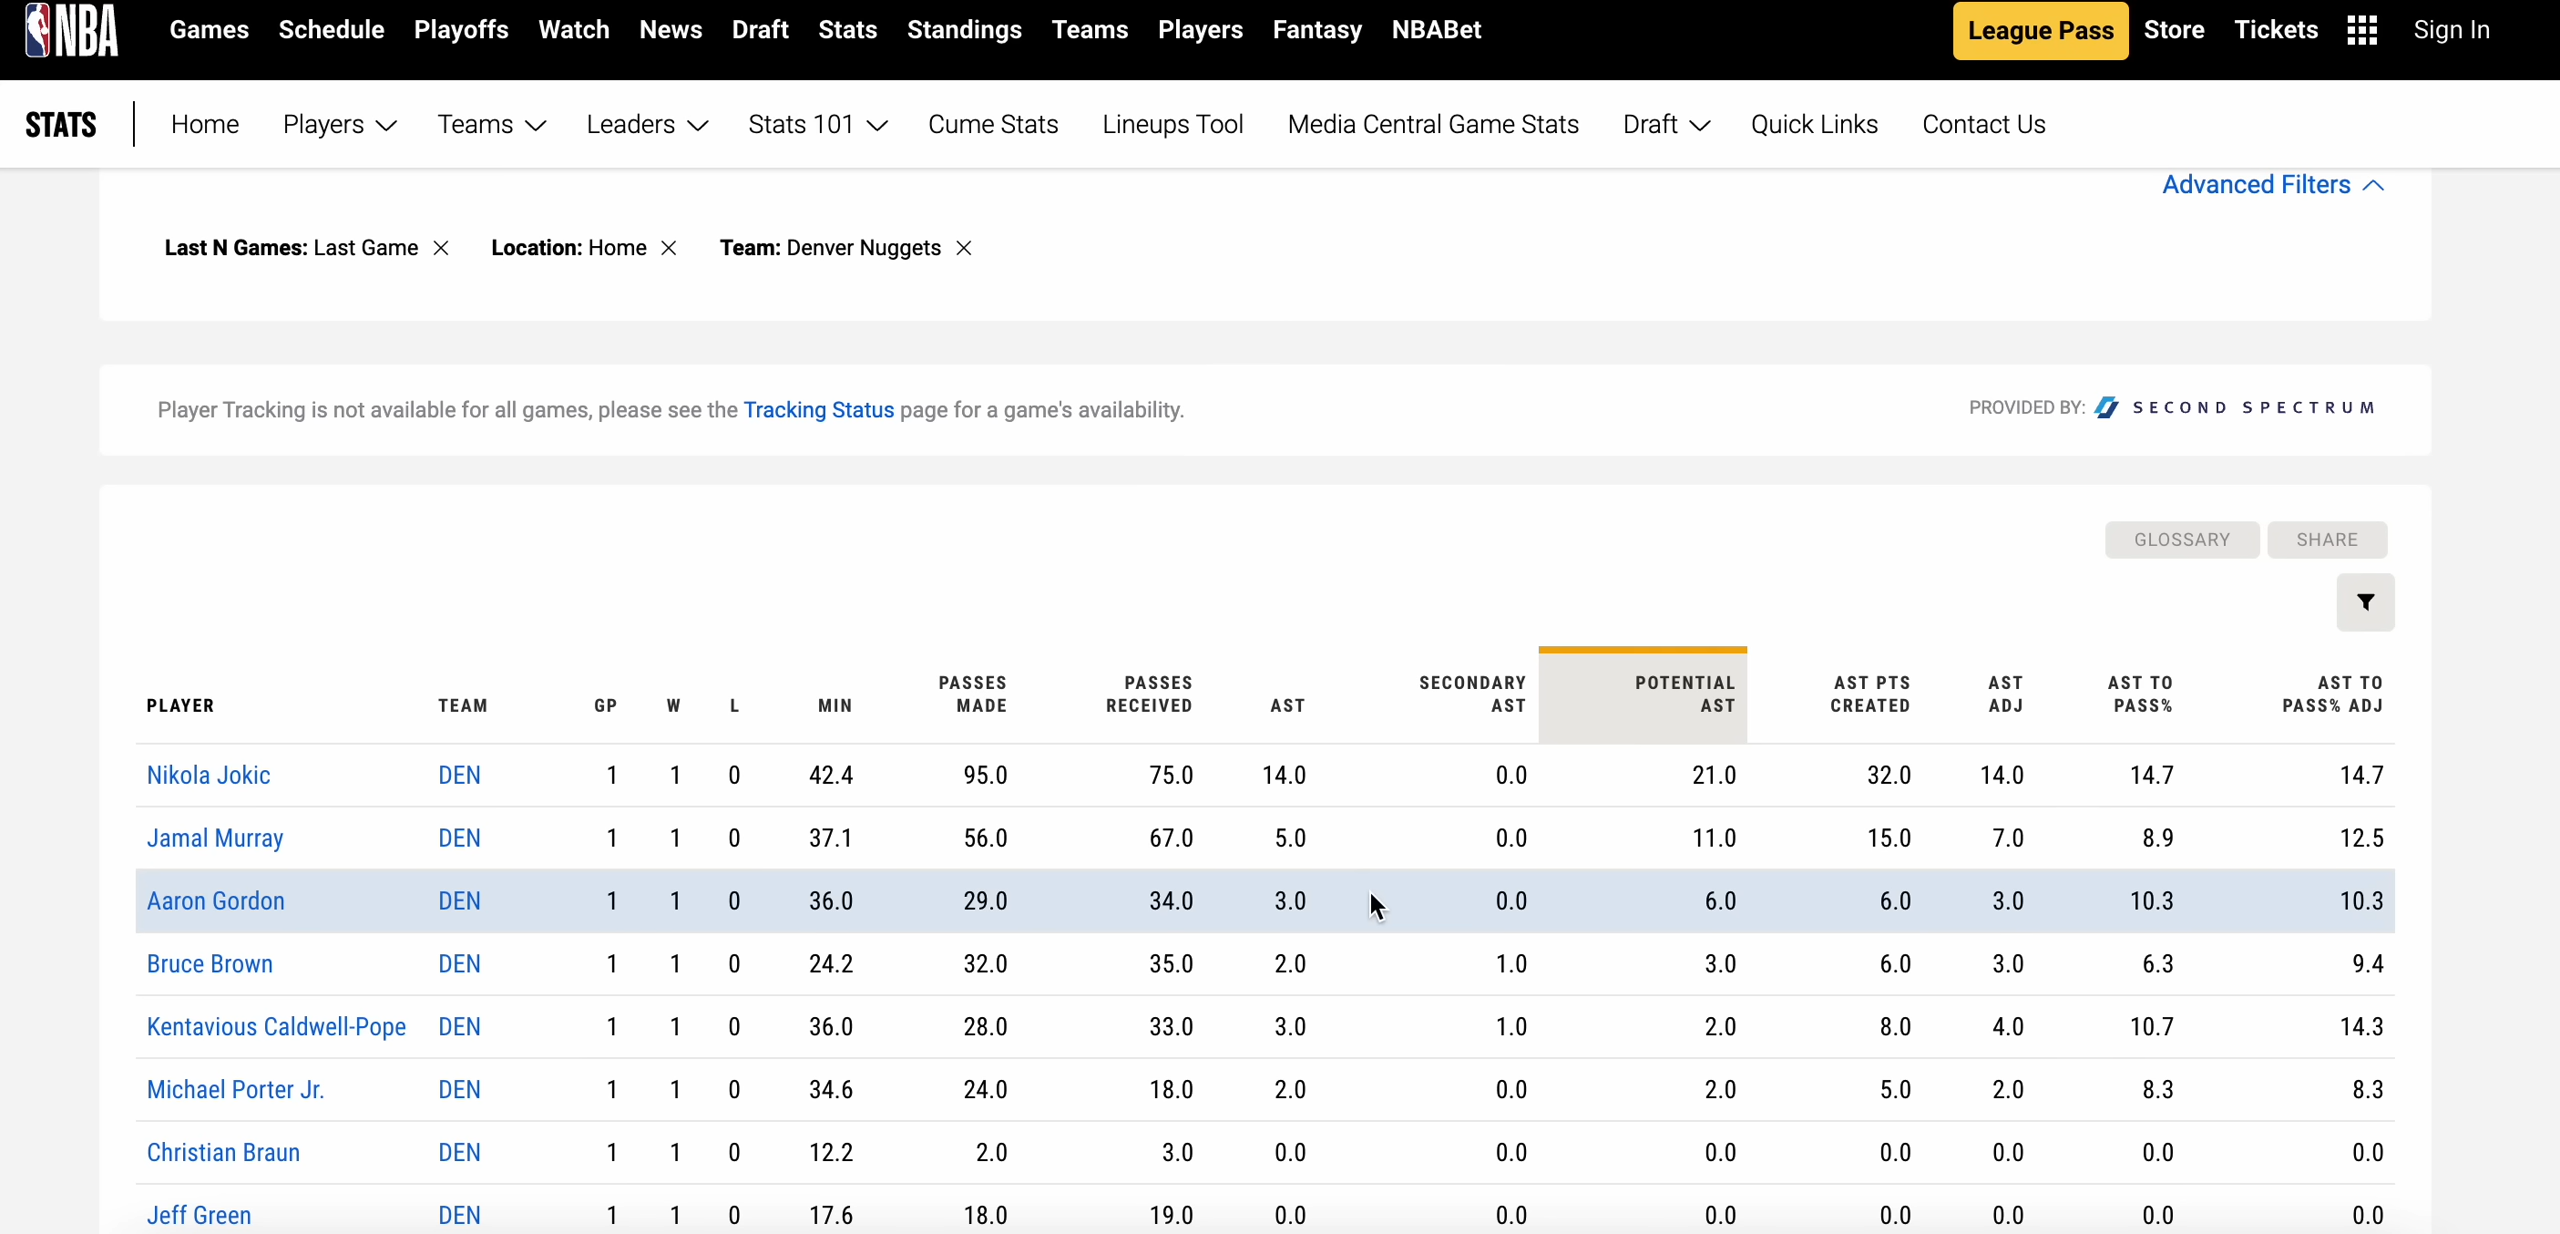 NBA Games Schedule Playoffs Watch News Draft Stats Standings Teams Players Fantasy NBABet League Pass Store Tickets Sign In
STATS Home Players Teams Leaders Stats 101 Cume Stats Lineups Tool Media Central Game Stats Draft Quick Links Contact Us
Advanced Filters
Last N Games: Last Game Location: Home Team: Denver Nuggets
Player Tracking is not available for all games, please see the Tracking Status page for a game's availability. PROVIDED BY: SECOND SPECTRUM
GLOSSARY SHARE
PLAYER TEAM GP W L MIN PASSES MADE PASSES RECEIVED AST SECONDARY AST POTENTIAL AST AST PTS CREATED AST ADJ AST TO PASS% AST TO PASS% ADJ
Nikola Jokic DEN 1 1 0 42.4 95.0 75.0 14.0 0.0 21.0 32.0 14.0 14.7 14.7
Jamal Murray DEN 1 1 0 37.1 56.0 67.0 5.0 0.0 11.0 15.0 7.0 8.9 12.5
Aaron Gordon DEN 1 1 0 36.0 29.0 34.0 3.0 0.0 6.0 6.0 3.0 10.3 10.3
Bruce Brown DEN 1 1 0 24.2 32.0 35.0 2.0 1.0 3.0 6.0 3.0 6.3 9.4
Kentavious Caldwell-Pope DEN 1 1 0 36.0 28.0 33.0 3.0 1.0 2.0 8.0 4.0 10.7 14.3
Michael Porter Jr. DEN 1 1 0 34.6 24.0 18.0 2.0 0.0 2.0 5.0 2.0 8.3 8.3
Christian Braun DEN 1 1 0 12.2 2.0 3.0 0.0 0.0 0.0 0.0 0.0 0.0 0.0
Jeff Green DEN 1 1 0 17.6 18.0 19.0 0.0 0.0 0.0 0.0 0.0 0.0 0.0